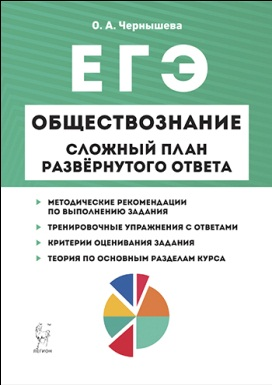 О. А. Чернышева
ЕГЭ
ОБЩЕСТВОЗНАНИЕ
СЛОЖНЫЙ ПЛАН
РАЗВЁРНУТОГО ОТВЕТА
МЕТОДИЧЕСКИЕ РЕКОМЕНДАЦИИ
ПО ВЫПОЛНЕНИЮ ЗАДАНИЯ
ТРЕНИРОВОЧНЫЕ УПРАЖНЕНИЯ С ОТВЕТАМИ
КРИТЕРИИ ОЦЕНИВАНИЯ ЗАДАНИЯ
ТЕОРИЯ ПО ОСНОВНЫМ РАЗДЕЛАМ КУРСА
ЛЕГИОН